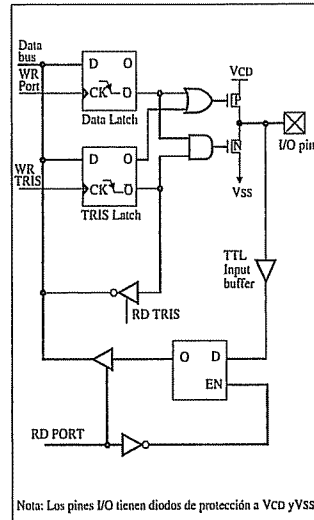 Data
bus
D O
WR
Port
CK O
Data Latch
VCD
P
I/O pin
D O
N
WR
TRIS
CK O
VSS
TRIS Latch
TTL
Input
buffer
RD TRIS
O D
EN
RD PORT
Nota: Los pines I/O tienen diodos de protección a VCD yVSS